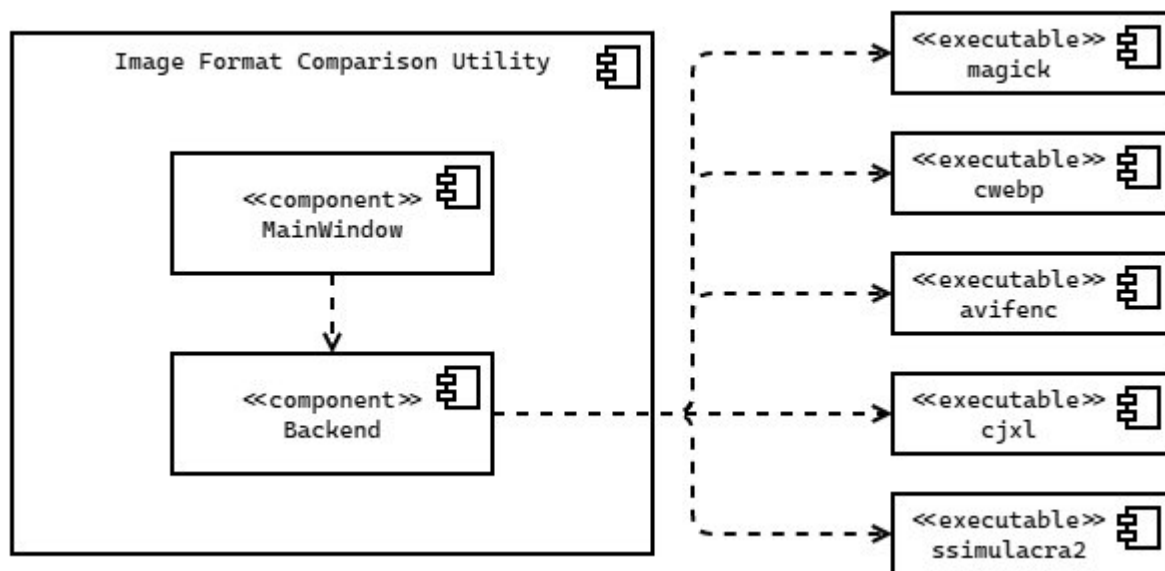 Image Format Comparison Utility
<<component>>
MainWindow
<<component>>
Backend
<<executable>>
magick
<<executable>>
cwebp
<<executable>>
avifenc
<<executable>>
cjxl
<<executable>>
ssimulacra2